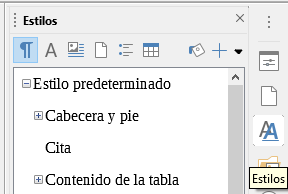 Estilos
Estilo predeterminado
Cabecera y pie
Cita
Contenido de la tabla
Estilos